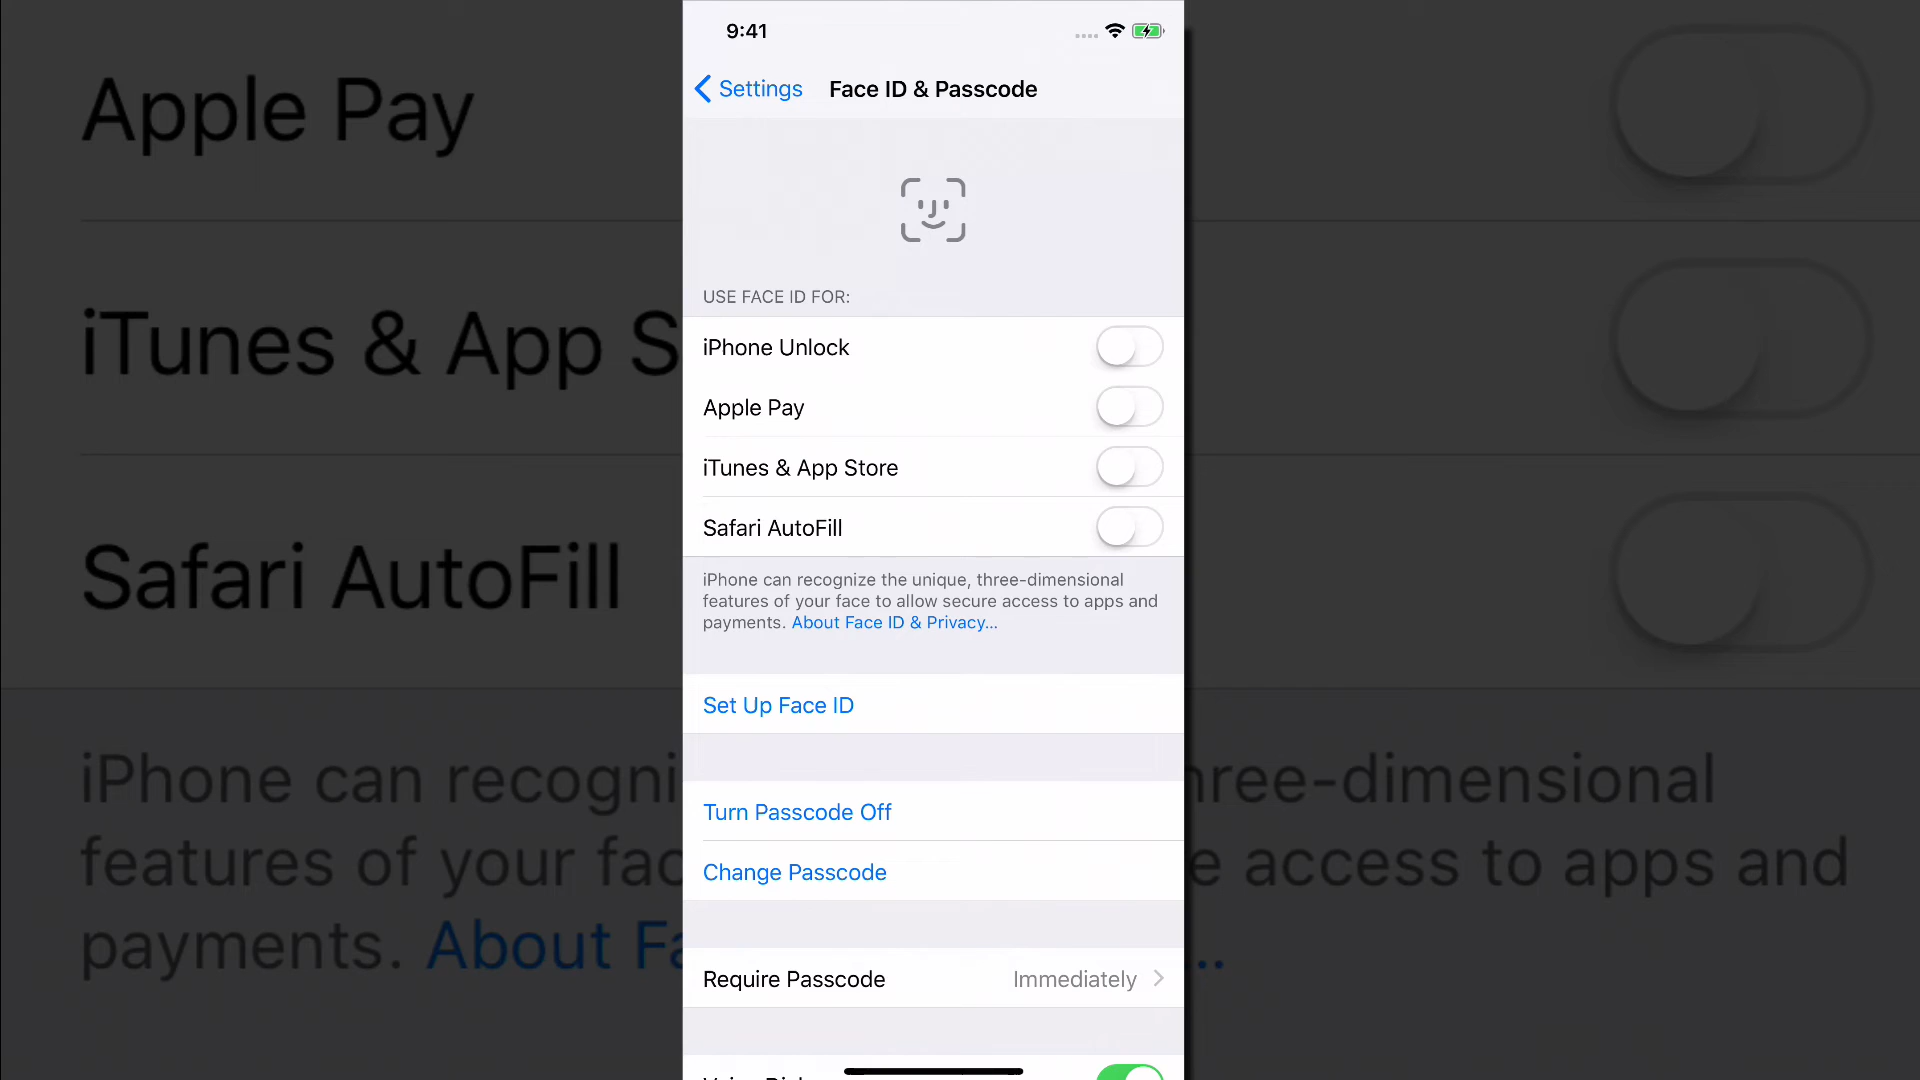 9:41
Settings
Face ID & Passcode
USE FACE ID FOR:
iPhone Unlock
Apple Pay
iTunes & App Store
Safari AutoFill
iPhone can recognize the unique, three-dimensional
features of your face to allow secure access to apps and
payments. About Face ID & Privacy...
Set Up Face ID
Turn Passcode Off
Change Passcode
Require Passcode
Immediately
Apple Pay
iTunes & App S
Safari AutoFill
iPhone can recogni
hree-dimensional
features of your fac
e access to apps and
payments. About Fa